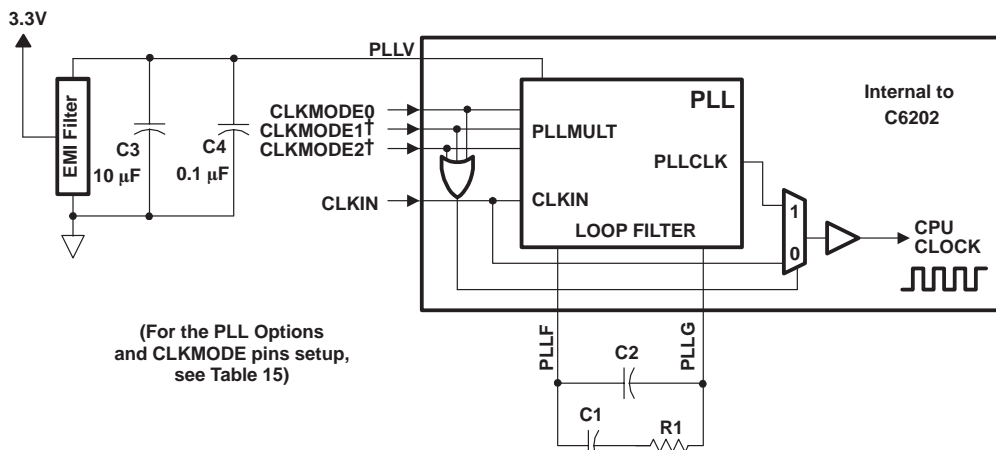 3.3V
PLLV
EMI Filter
C3
10 µF
C4
0.1 µF
CLKMODE0
CLKMODE1†
CLKMODE2†
CLKIN
PLL
PLLMULT
PLLCLK
CLKIN
LOOP FILTER
Internal to
C6202
1
0
CPU
CLOCK
(For the PLL Options
and CLKMODE pins setup,
see Table 15)
PLLF
PLLG
C2
C1
R1